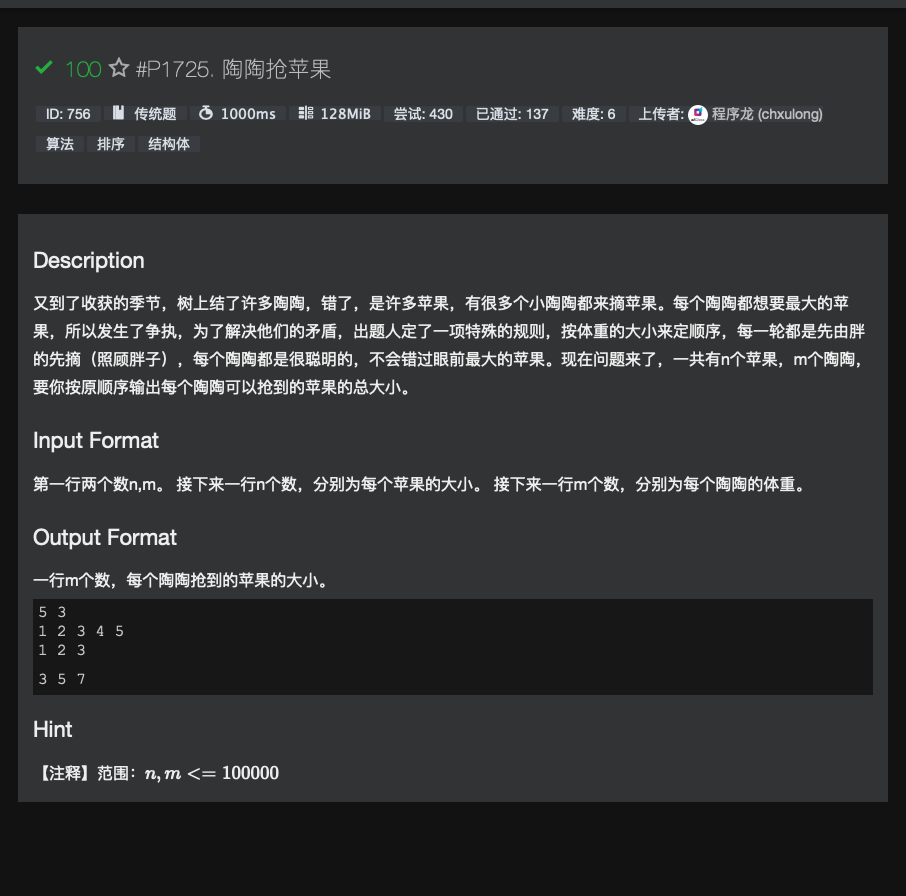 100 #P1725. 陶陶抢苹果
ID: 756 传统题 1000ms 128MiB 尝试: 430 已通过: 137 难度: 6 上传者: 程序龙 (chxulong)
算法 排序 结构体
Description
又到了收获的季节，树上结了许多陶陶，错了，是许多苹果，有很多个小陶陶都来摘苹果。每个陶陶都想要最大的苹
果，所以发生了争执，为了解决他们的矛盾，出题人定了一项特殊的规则，按体重的大小来定顺序，每一轮都是先由胖
的先摘（照顾胖子），每个陶陶都是很聪明的，不会错过眼前最大的苹果。现在问题来了，一共有n个苹果，m个陶陶，
要你按原顺序输出每个陶陶可以抢到的苹果的总大小。
Input Format
第一行两个数n,m。 接下来一行n个数，分别为每个苹果的大小。 接下来一行m个数，分别为每个陶陶的体重。
Output Format
一行m个数，每个陶陶抢到的苹果的大小。
5 3
1 2 3 4 5
1 2 3
3 5 7
Hint
【注释】范围：n, m <= 100000